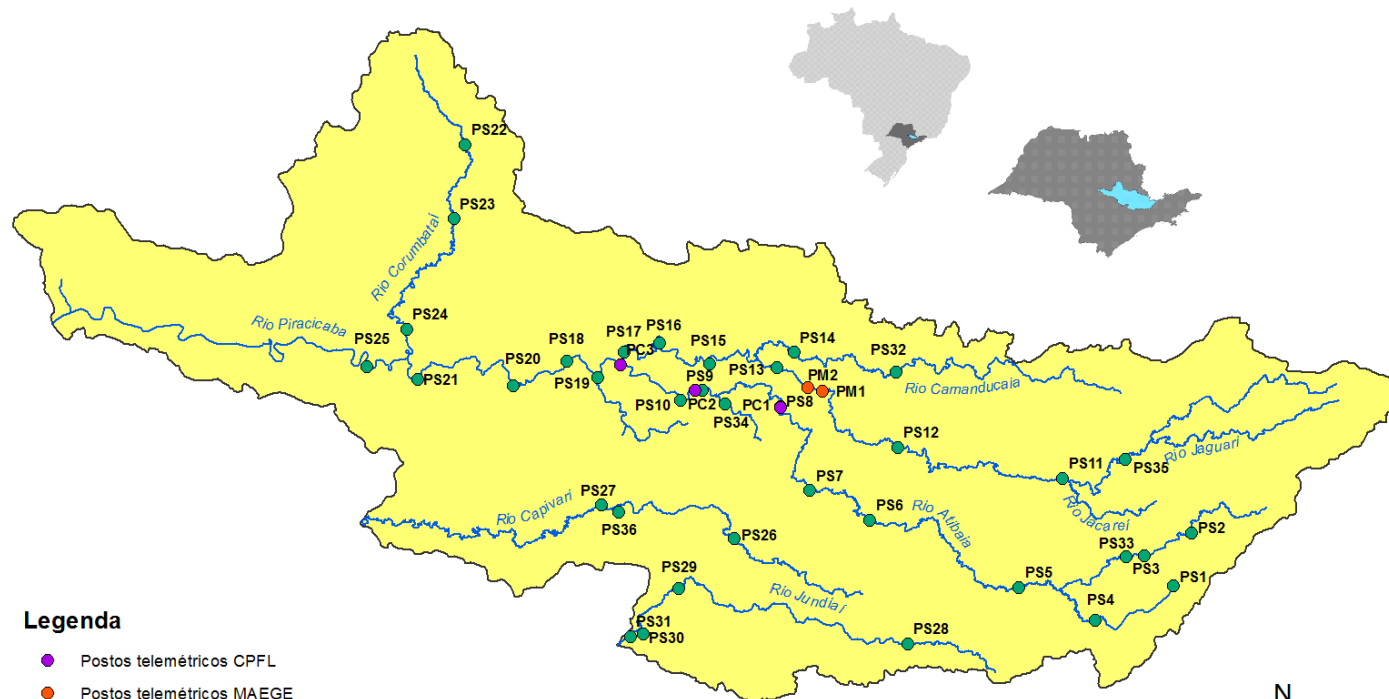 PS22
PS23
Rio Corumbataí
PS24
Rio Piracicaba
PS25
PS21
PS20
PS18
PS19
PS17
PC3
PS16
PS15
PS14
PS13
PS32
Rio Camanducaia
PM2
PM1
PS9
PC2
PS10
PS34
PC1
PS8
PS12
PS11
PS35
Rio Jaguari
Rio Jacareí
PS7
PS6
Rio Atibaia
PS2
PS33
PS3
PS1
PS5
PS4
PS27
Rio Capivari
PS36
PS26
PS29
Rio Jundiaí
PS28
PS31
PS30
Legenda
Postos telemétricos CPFL
Postos telemétricos MAEGE
N